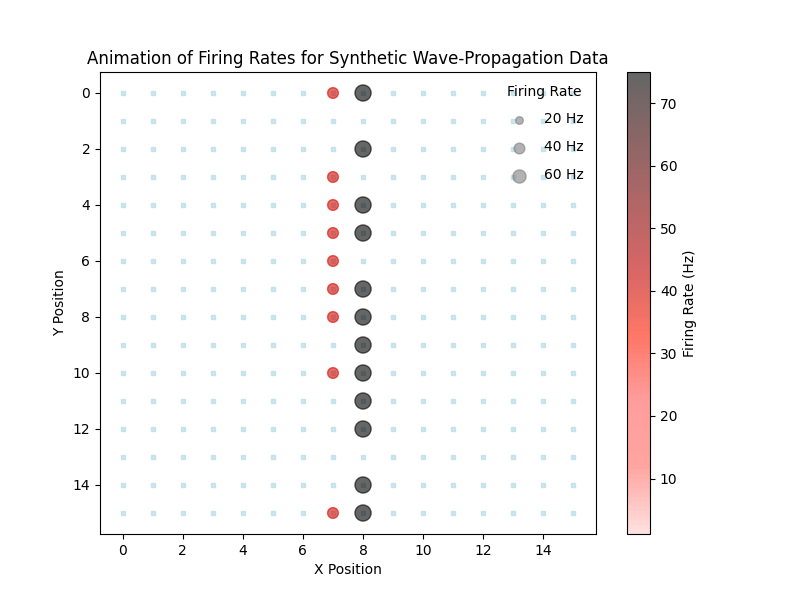 Animation of Firing Rates for Synthetic Wave-Propagation Data
Firing Rate
20 Hz
40 Hz
60 Hz
Y Position
0
2
4
6
8
10
12
14
0 2 4 6 8 10 12 14
X Position
70
60
50
40
30
20
10
Firing Rate (Hz)